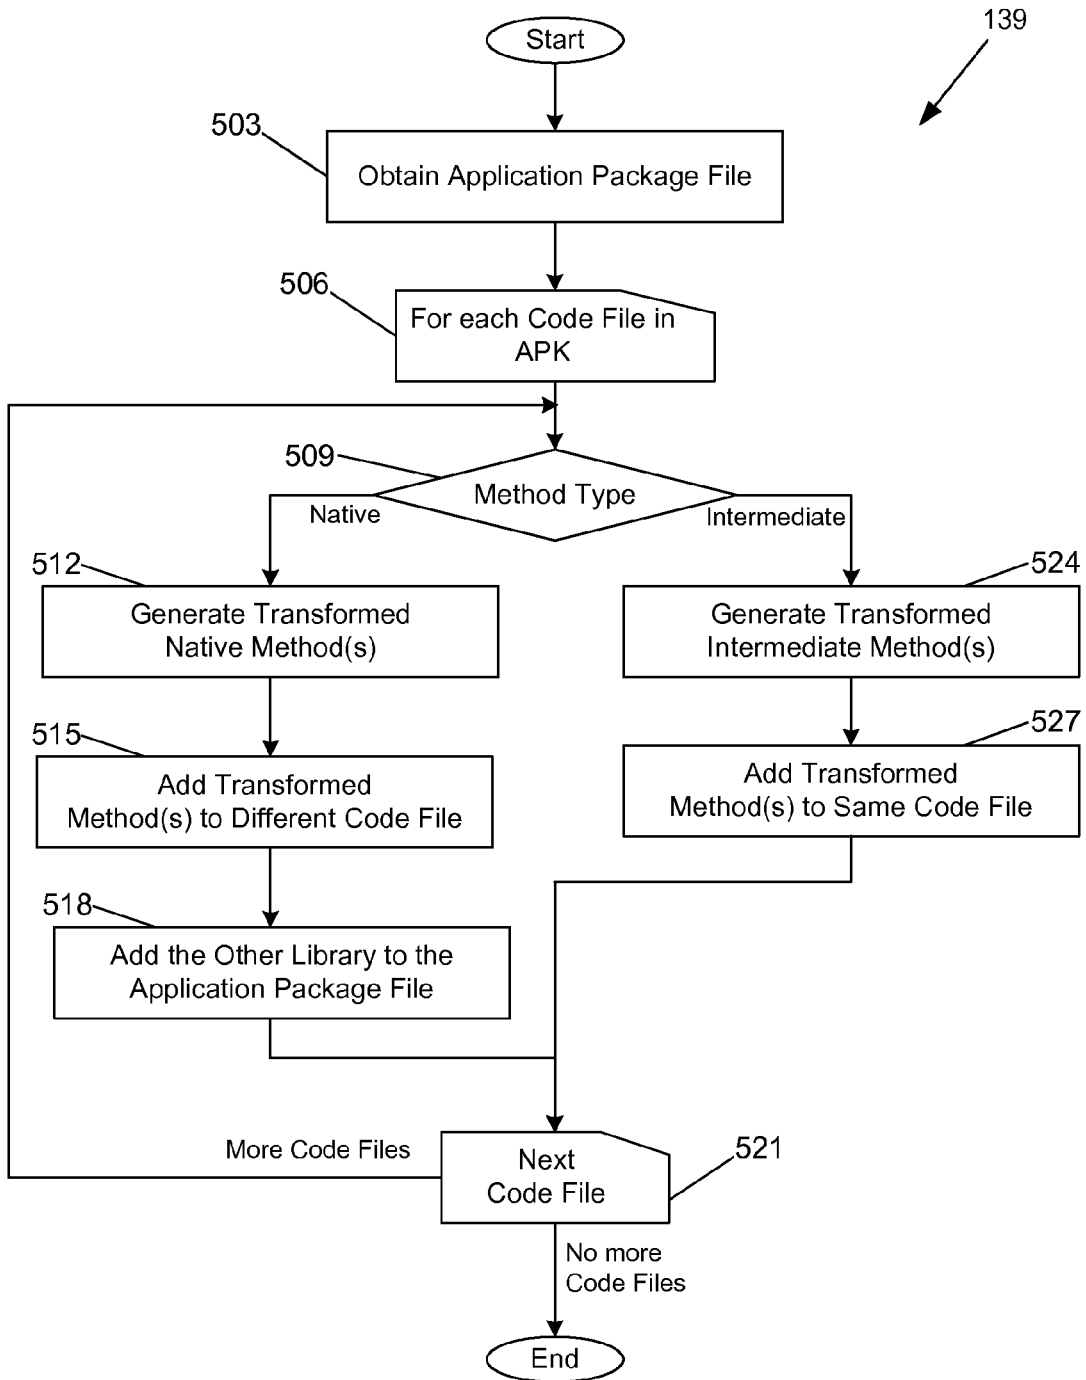 Start
139
503
Obtain Application Package File
506
For each Code File in
APK
509
Method Type
Native
Intermediate
512
Generate Transformed
Native Method(s)
524
Generate Transformed
Intermediate Method(s)
515
Add Transformed
Method(s) to Different Code File
527
Add Transformed
Method(s) to Same Code File
518
Add the Other Library to the
Application Package File
More Code Files
Next
Code File
521
No more
Code Files
End